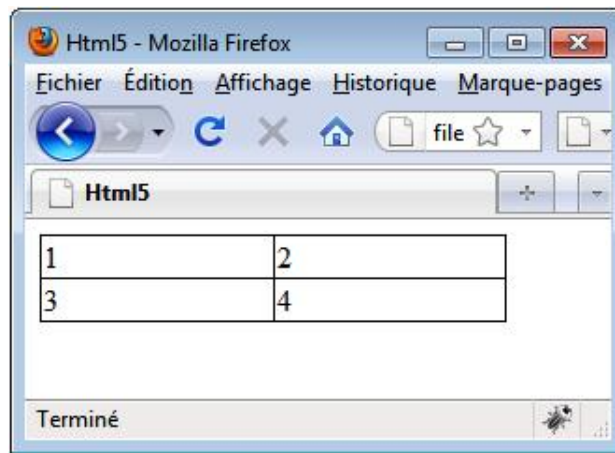 Html5 - Mozilla Firefox
Fichier Édition Affichage Historique Marque-pages
file
Html5
1 2
3 4
Terminé